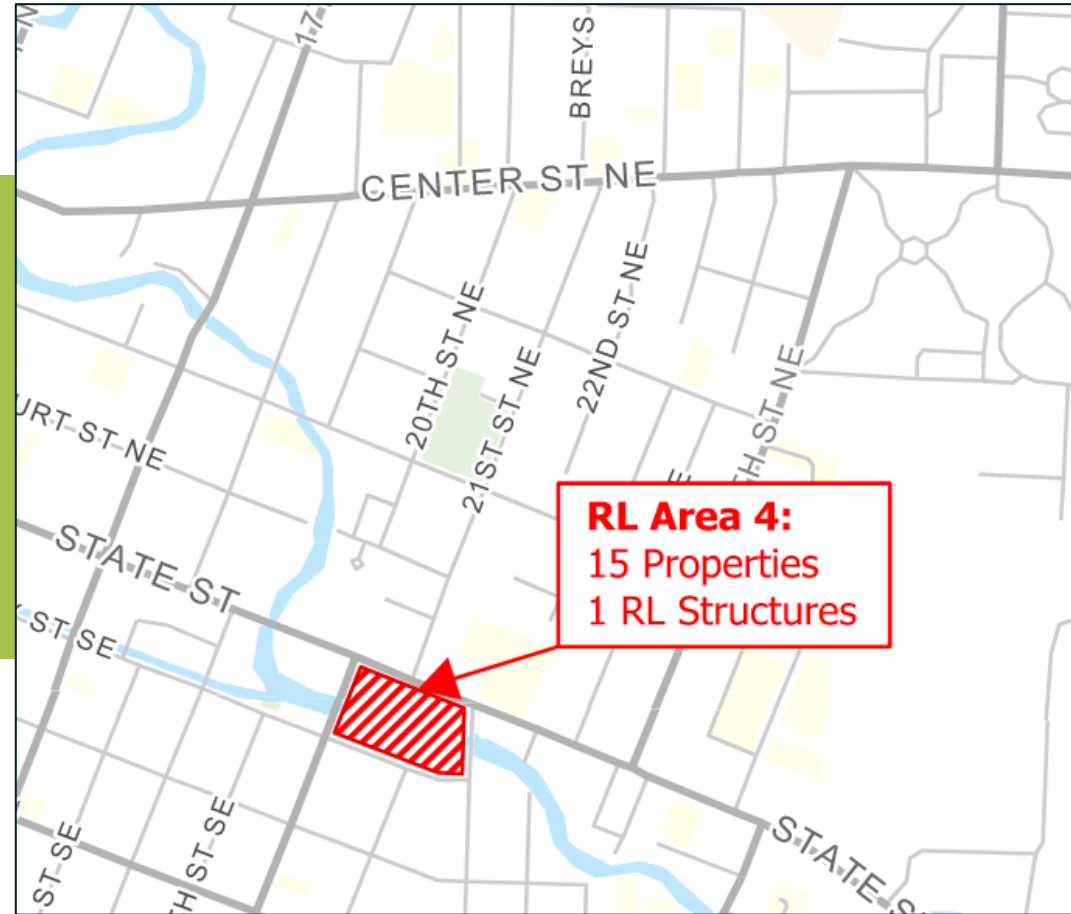 17
BREYS
CENTER ST NE
20TH ST NE
21ST ST NE
22ND ST NE
TH ST NE
E
URT ST NE
STATE ST
ST SE
RL Area 4:
15 Properties
1 RL Structures
STATE S
ST SE
H ST SE